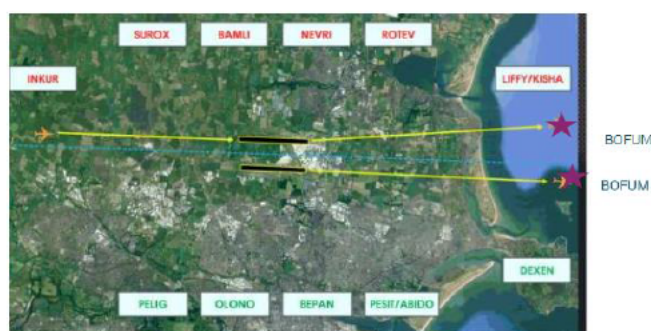 SUROX BAMLI NEVRI ROTEV
INKUR LIFFY/KISHA
BOFUM
BOFUM
DEXEN
PELIG OLONO BEPAN PESIT/ABIDO